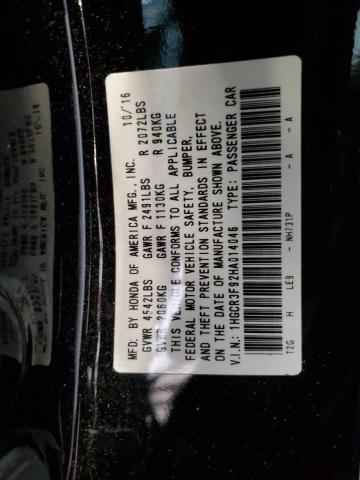 MFD. BY HONDA OF AMERICA MFG., INC. 10/16
GVWR 4542LBS GAWR F 2491LBS R 2072LBS
GVWR 2060KG GAWR F 1130KG R 940KG
THIS VEHICLE CONFORMS TO ALL APPLICABLE
FEDERAL MOTOR VEHICLE SAFETY, BUMPER,
AND THEFT PREVENTION STANDARDS IN EFFECT
ON THE DATE OF MANUFACTURE SHOWN ABOVE.
V.I.N.: 1HGCR3F92HA014046 TYPE: PASSENGER CAR
T2G H LE9 - NH731P - A - A